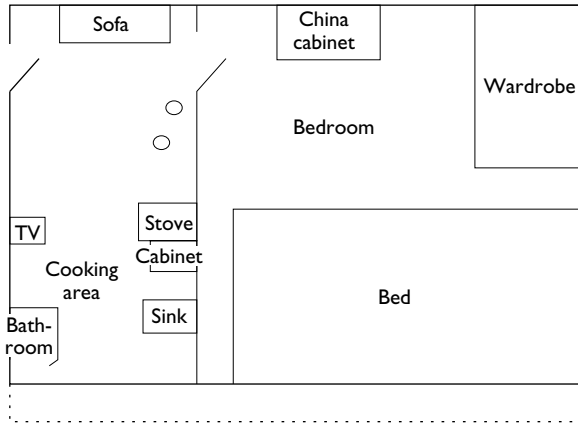 Sofa
China
cabinet
Wardrobe
Bedroom
Stove
TV
Cabinet
Cooking
area
Bed
Sink
Bath-
room